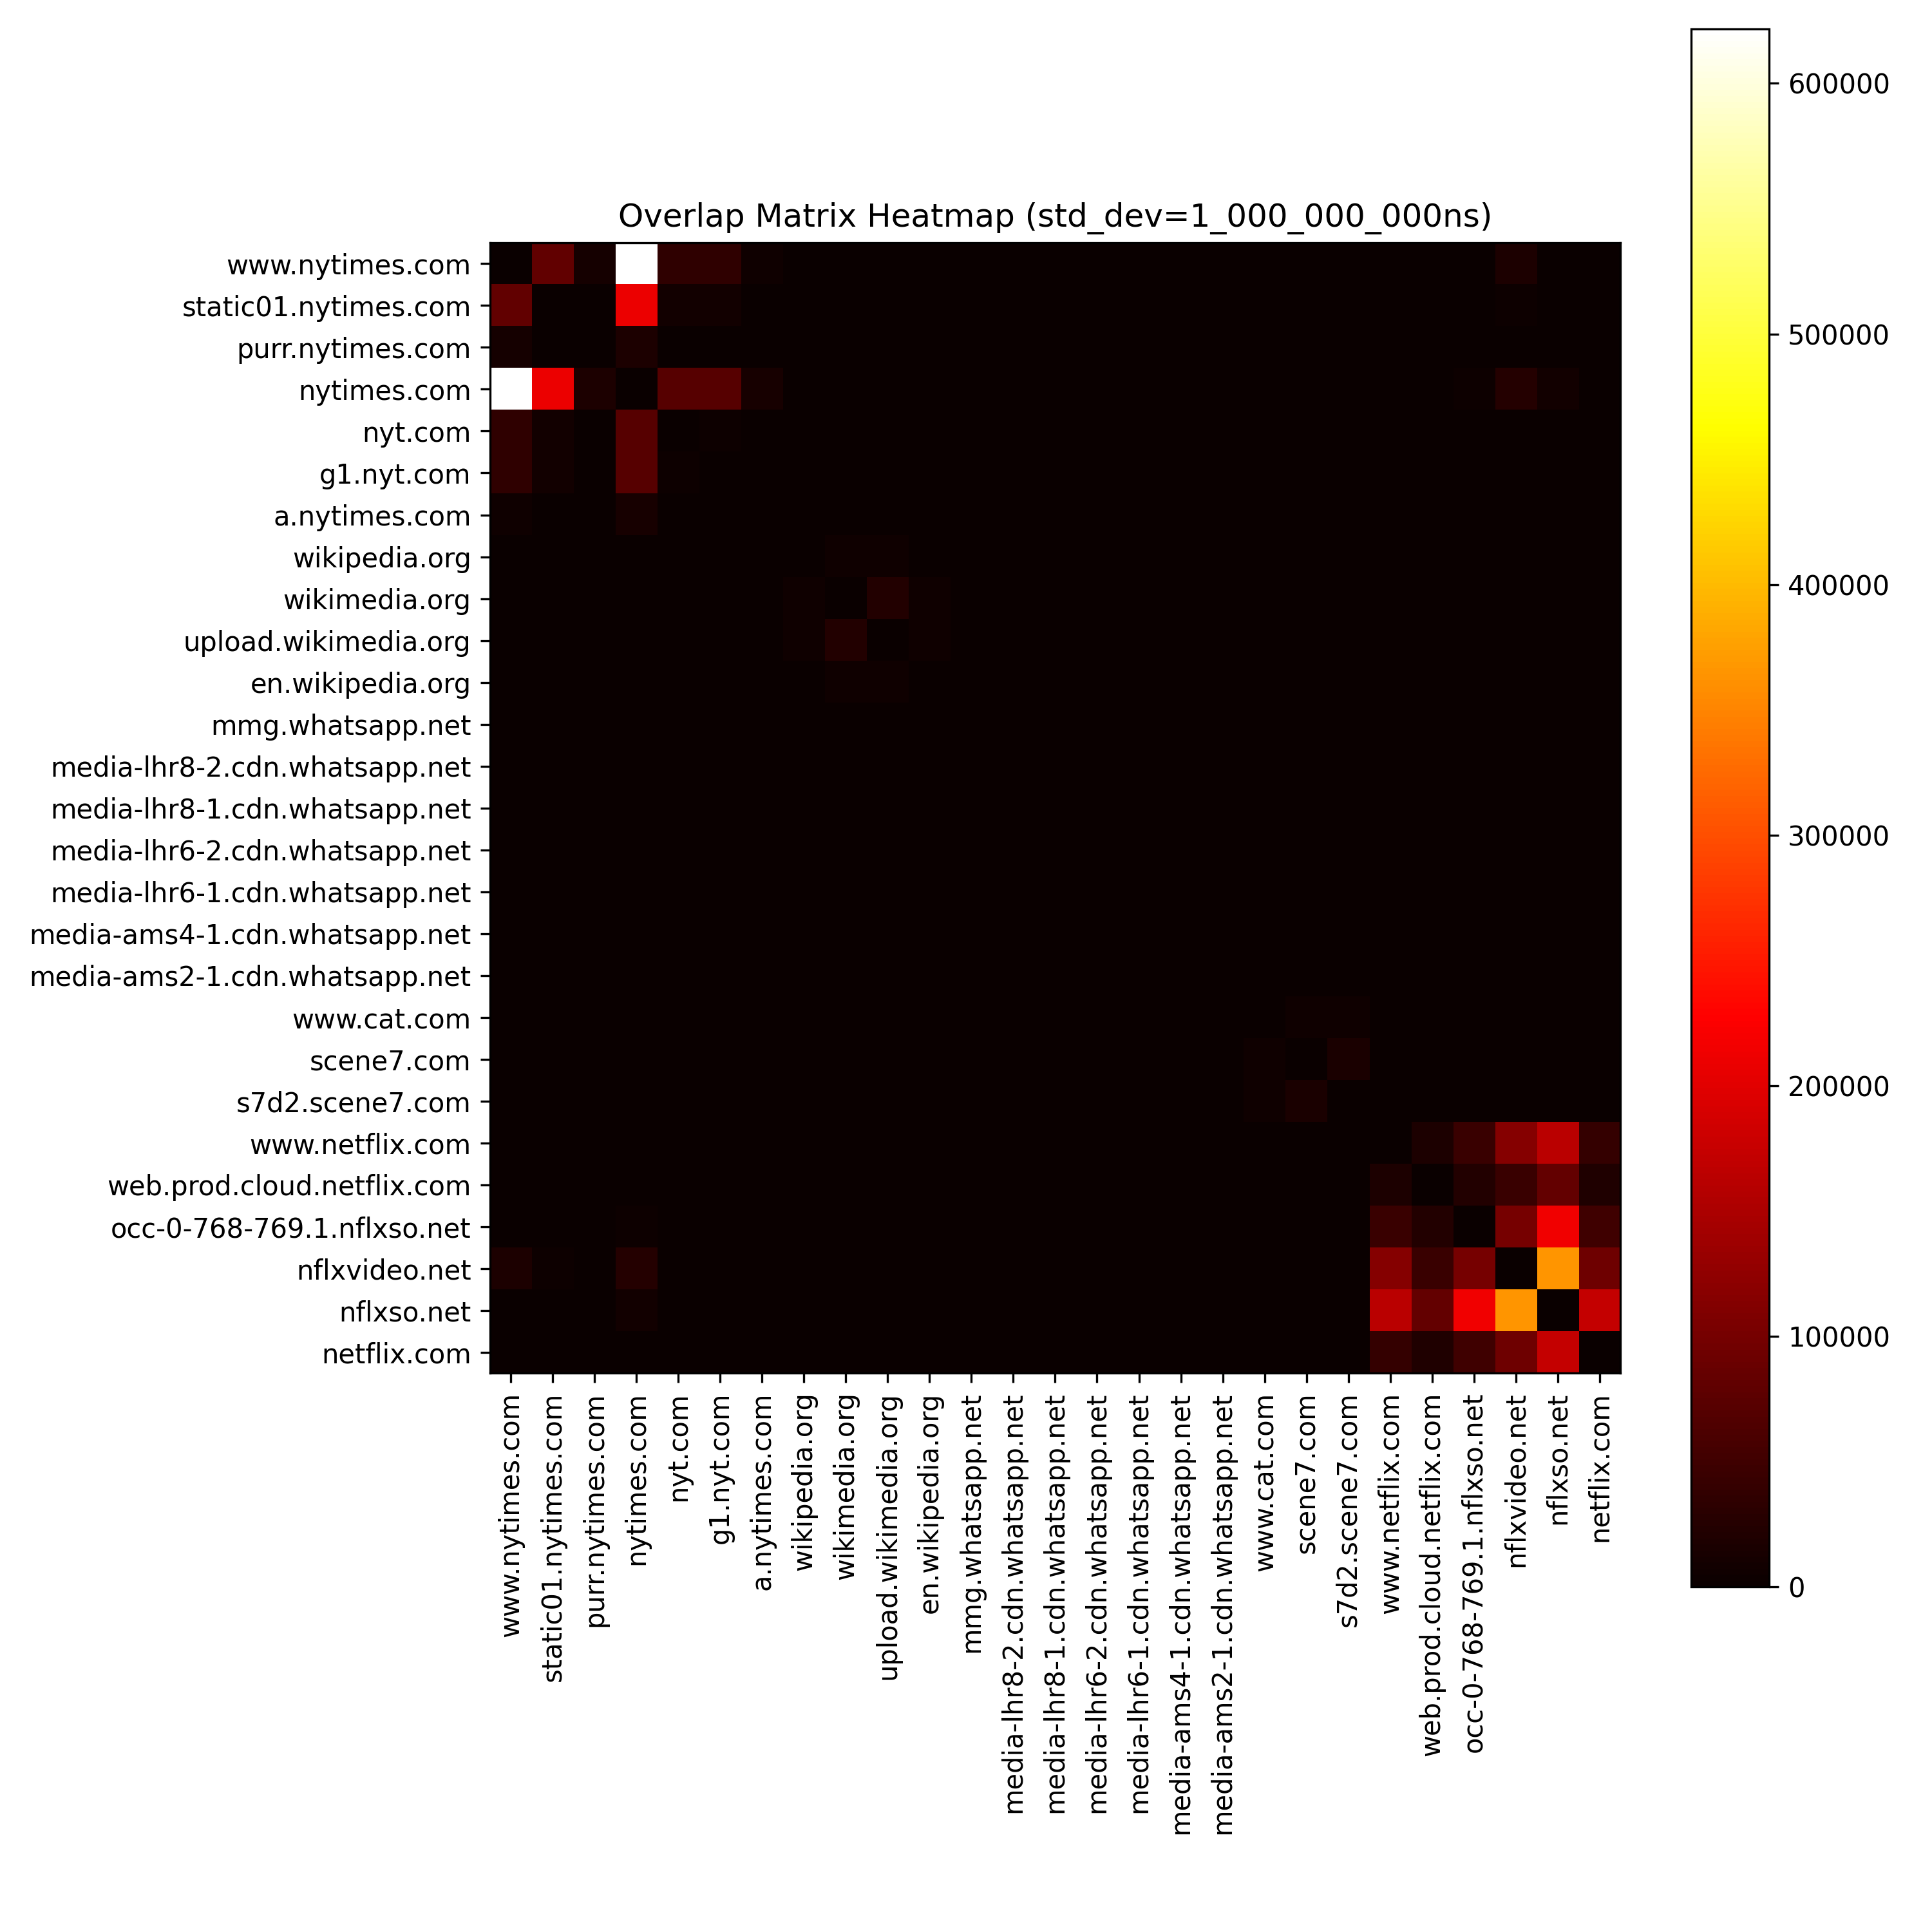 Overlap Matrix Heatmap (std_dev=1_000_000_000ns)
www.nytimes.com
static01.nytimes.com
purr.nytimes.com
nytimes.com
nyt.com
g1.nyt.com
a.nytimes.com
wikipedia.org
wikimedia.org
upload.wikimedia.org
en.wikipedia.org
mmg.whatsapp.net
media-lhr8-2.cdn.whatsapp.net
media-lhr8-1.cdn.whatsapp.net
media-lhr6-2.cdn.whatsapp.net
media-lhr6-1.cdn.whatsapp.net
media-ams4-1.cdn.whatsapp.net
media-ams2-1.cdn.whatsapp.net
www.cat.com
scene7.com
s7d2.scene7.com
www.netflix.com
web.prod.cloud.netflix.com
occ-0-768-769.1.nflxso.net
nflxvideo.net
nflxso.net
netflix.com
www.nytimes.com
static01.nytimes.com
purr.nytimes.com
nytimes.com
nyt.com
g1.nyt.com
a.nytimes.com
wikipedia.org
wikimedia.org
upload.wikimedia.org
en.wikipedia.org
mmg.whatsapp.net
media-lhr8-2.cdn.whatsapp.net
media-lhr8-1.cdn.whatsapp.net
media-lhr6-2.cdn.whatsapp.net
media-lhr6-1.cdn.whatsapp.net
media-ams4-1.cdn.whatsapp.net
media-ams2-1.cdn.whatsapp.net
www.cat.com
scene7.com
s7d2.scene7.com
www.netflix.com
web.prod.cloud.netflix.com
occ-0-768-769.1.nflxso.net
nflxvideo.net
nflxso.net
netflix.com
600000
500000
400000
300000
200000
100000
0